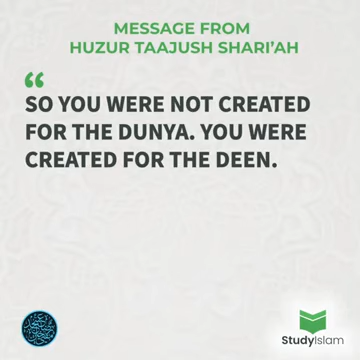 MESSAGE FROM
HUZUR TAAJUSH SHARI'AH
“
SO YOU WERE NOT CREATED
FOR THE DUNYA. YOU WERE
CREATED FOR THE DEEN.
StudyIslam